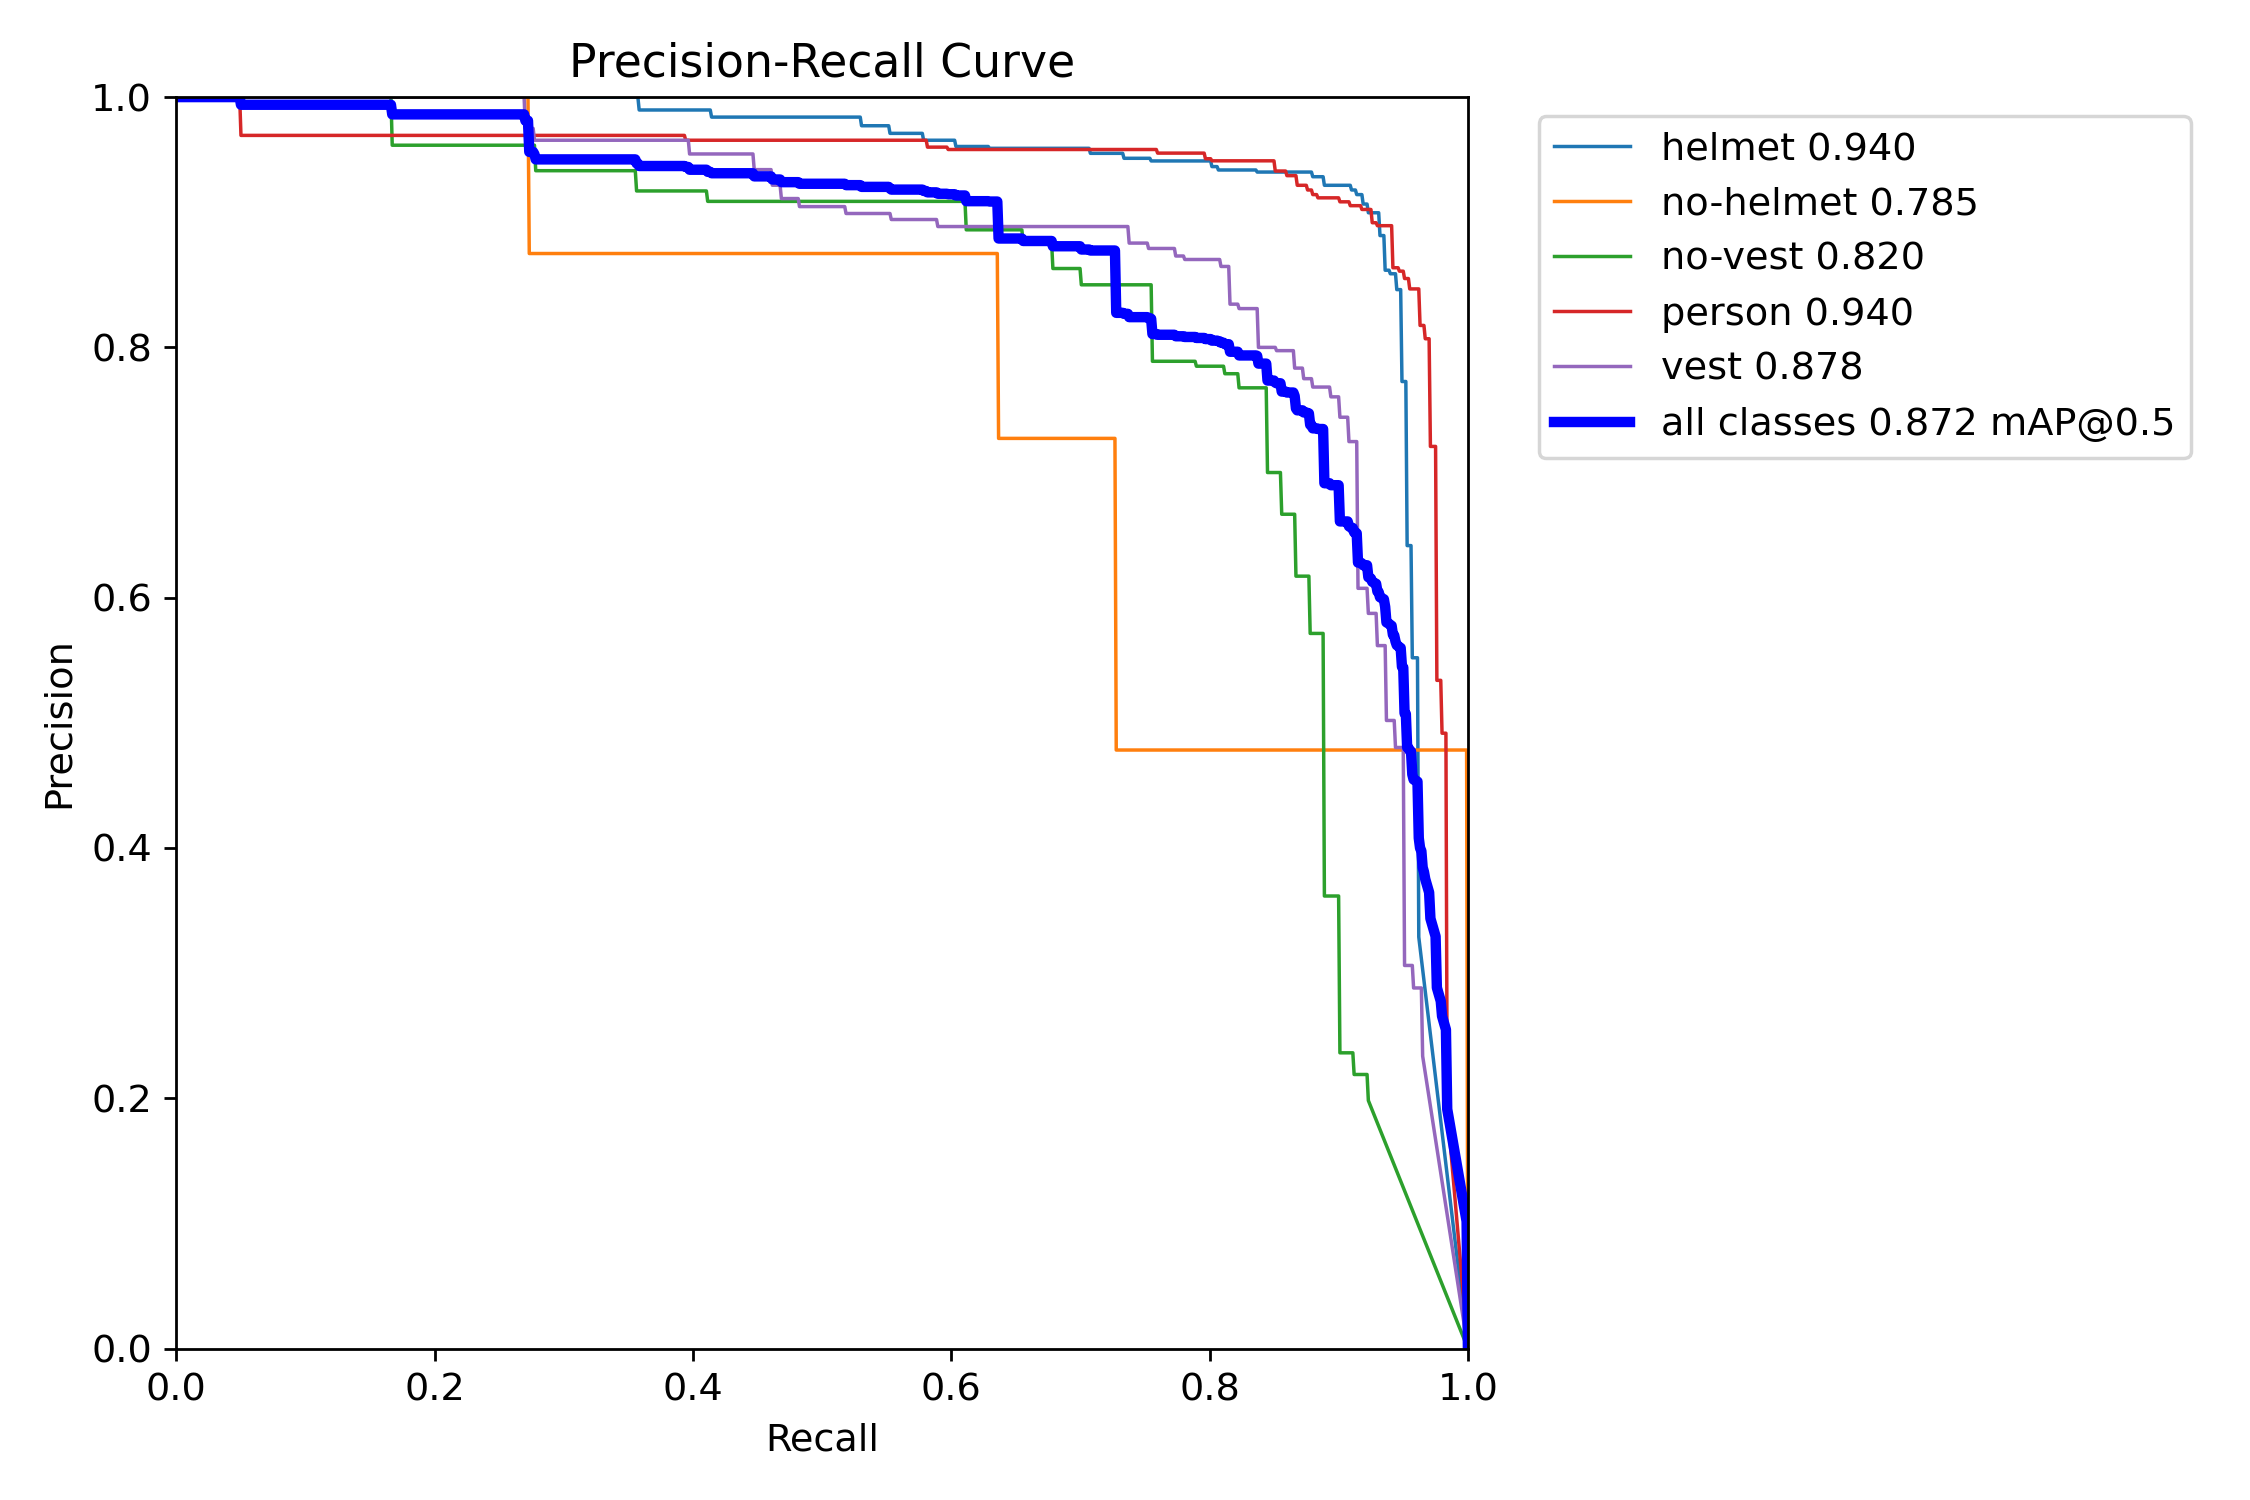 Precision-Recall Curve
1.0
0.8
0.6
0.4
0.2
0.0
Precision
0.0 0.2 0.4 0.6 0.8 1.0
Recall
helmet 0.940
no-helmet 0.785
no-vest 0.820
person 0.940
vest 0.878
all classes 0.872 mAP@0.5